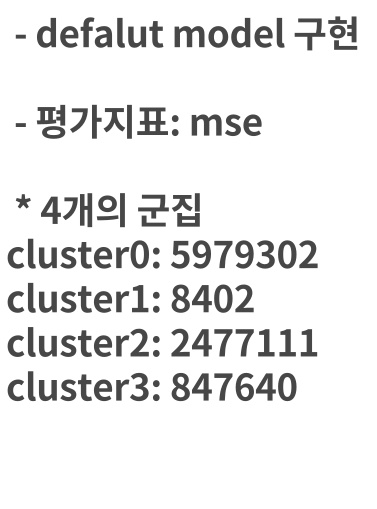 - defalut model 구현
- 평가지표: mse
* 4개의 군집
cluster0: 5979302
cluster1: 8402
cluster2: 2477111
cluster3: 847640